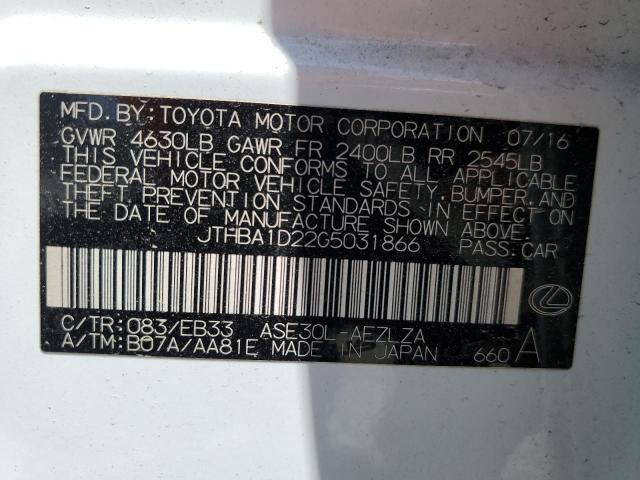 MFD.BY:TOYOTA MOTOR CORPORATION 07/16
GVWR 4630LB GAWR FR 2400LB RR 2545LB
THIS VEHICLE CONFORMS TO ALL APPLICABLE
FEDERAL MOTOR VEHICLE SAFETY,BUMPER,AND
THEFT PREVENTION STANDARDS IN EFFECT ON
THE DATE OF MANUFACTURE SHOWN ABOVE.
JTHBA1D22G5031866 PASS.CAR
C/TR:083/EB33 ASE30L-AEZLZA
A/TM:B07A/AA81E MADE IN JAPAN 660 A